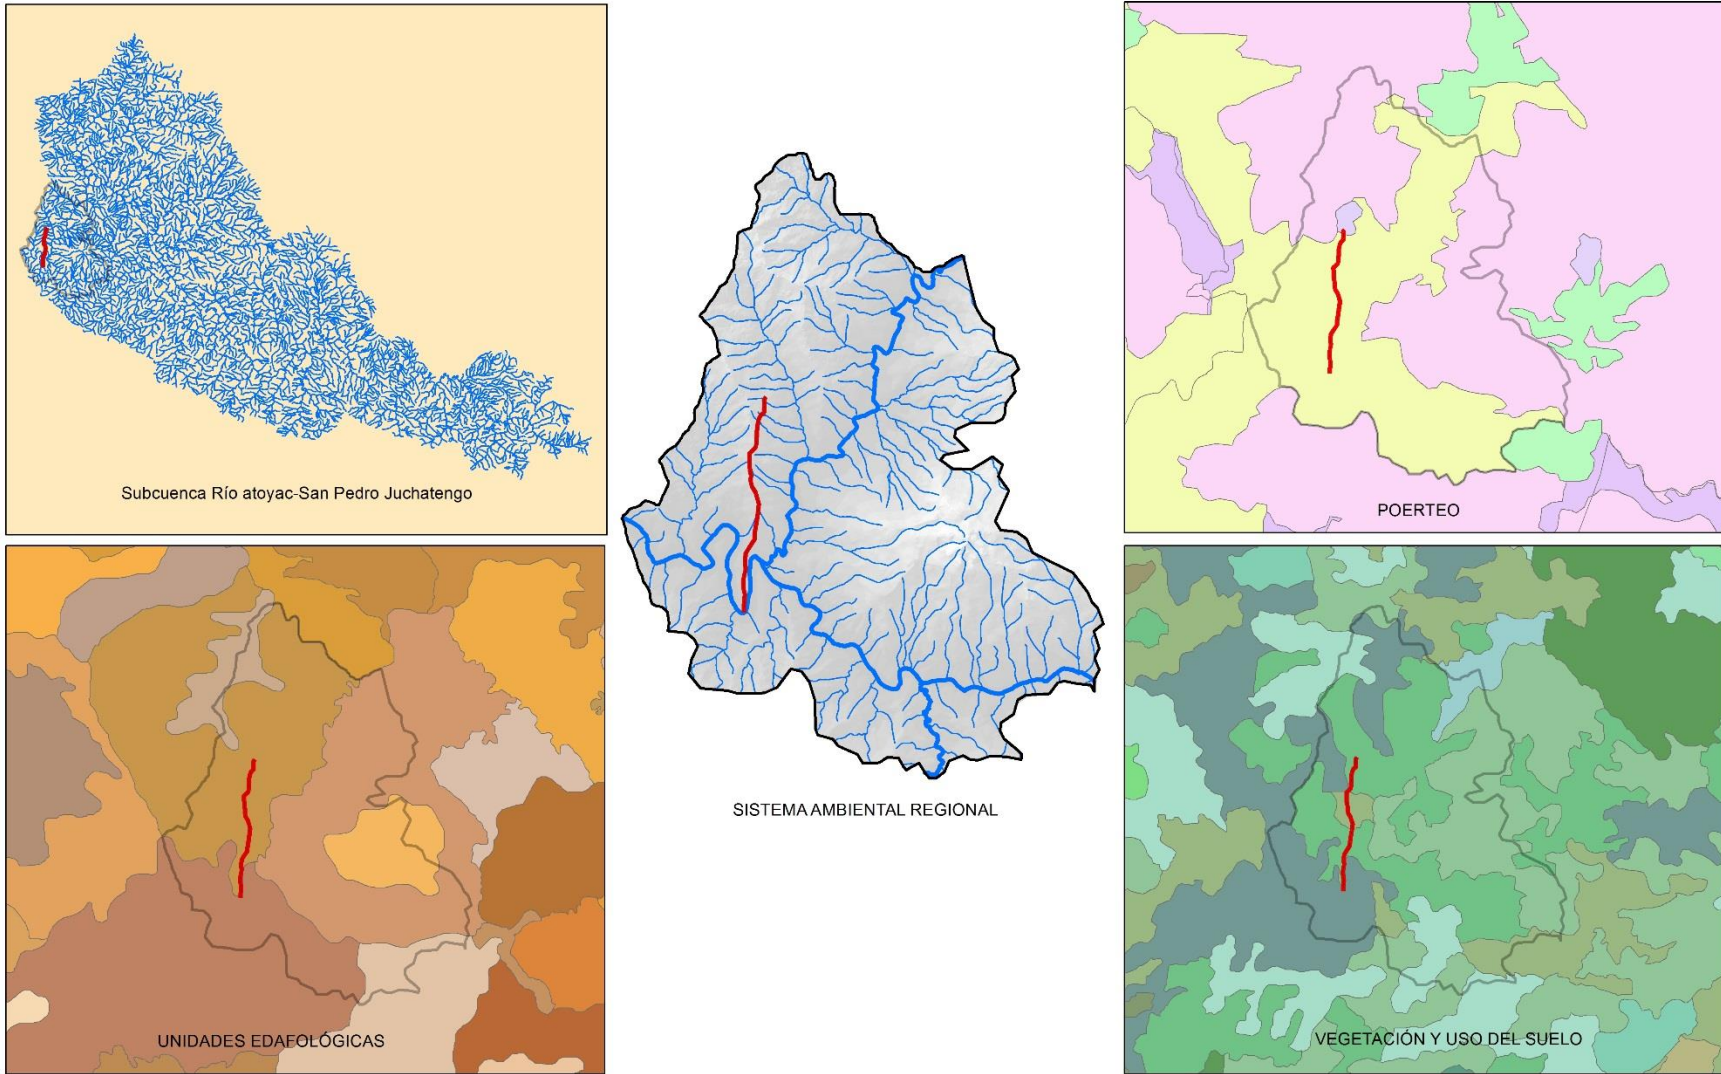 Subcuenca Río atoyac-San Pedro Juchatengo
POERTEO
SISTEMA AMBIENTAL REGIONAL
UNIDADES EDAFOLÓGICAS
VEGETACIÓN Y USO DEL SUELO